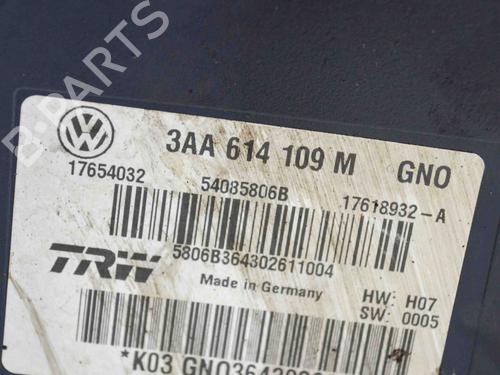 B-PARTS
3AA 614 109 M GNO
17654032 54085806B 17618932-A
5806B364302611004
TRW
Made in Germany
HW: H07
SW: 0005